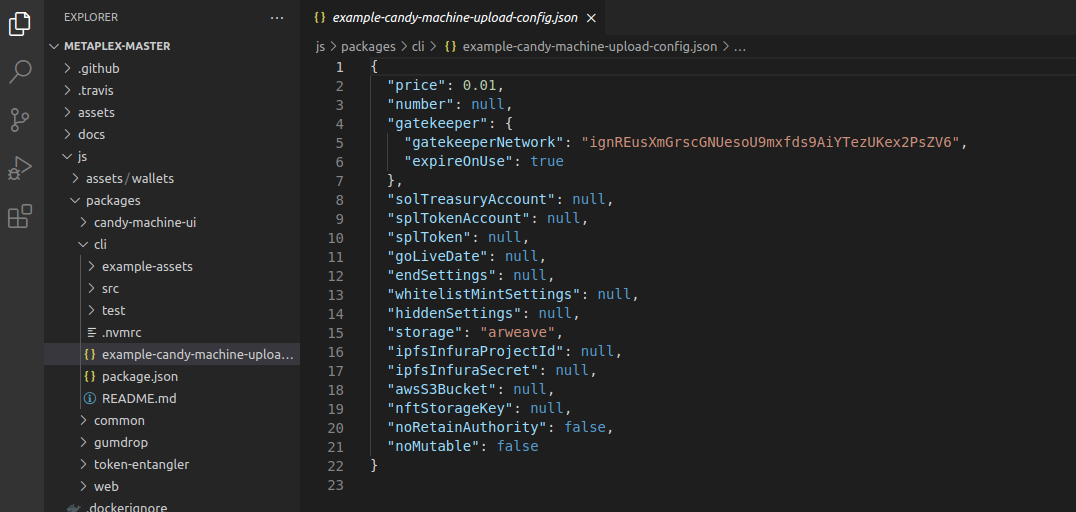 EXPLORER
METAPLEX-MASTER
.github
.travis
assets
docs
js
assets/wallets
packages
candy-machine-ui
cli
example-assets
src
test
.nvmrc
example-candy-machine-uploa...
package.json
README.md
common
gumdrop
token-entangler
web
.dockerignore
{} example-candy-machine-upload-config.json
js > packages > cli > {} example-candy-machine-upload-config.json > ...
1 {
2 "price": 0.01,
3 "number": null,
4 "gatekeeper": {
5 "gatekeeperNetwork": "ignREusXmGrscGNUesoU9mxfds9AiYTezUKex2PsZV6",
6 "expireOnUse": true
7 },
8 "solTreasuryAccount": null,
9 "splTokenAccount": null,
10 "splToken": null,
11 "goLiveDate": null,
12 "endSettings": null,
13 "whitelistMintSettings": null,
14 "hiddenSettings": null,
15 "storage": "arweave",
16 "ipfsInfuraProjectId": null,
17 "ipfsInfuraSecret": null,
18 "awsS3Bucket": null,
19 "nftStorageKey": null,
20 "noRetainAuthority": false,
21 "noMutable": false
22 }
23